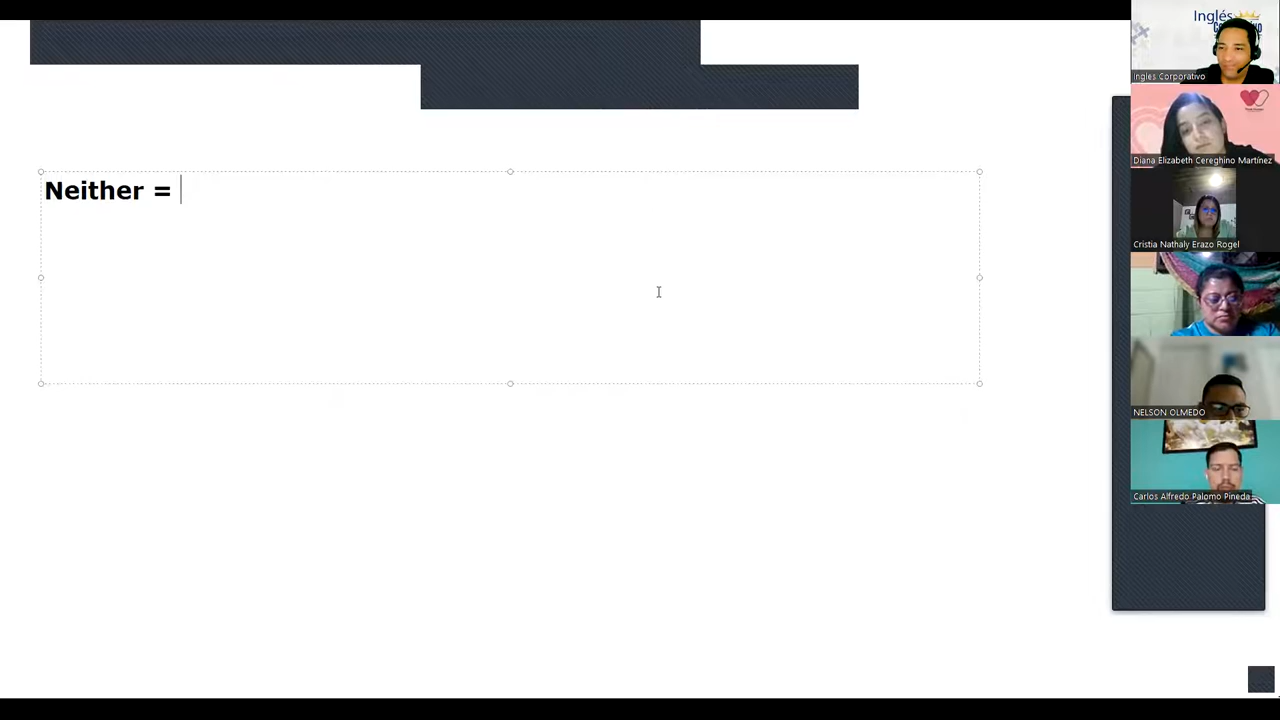 Neither =
Inglés
Ingles Corporativo
Diana Elizabeth Cereghino Martínez
Cristia Nathaly Erazo Rogel
NELSON OLMEDO
Carlos Alfredo Palomo Pineda